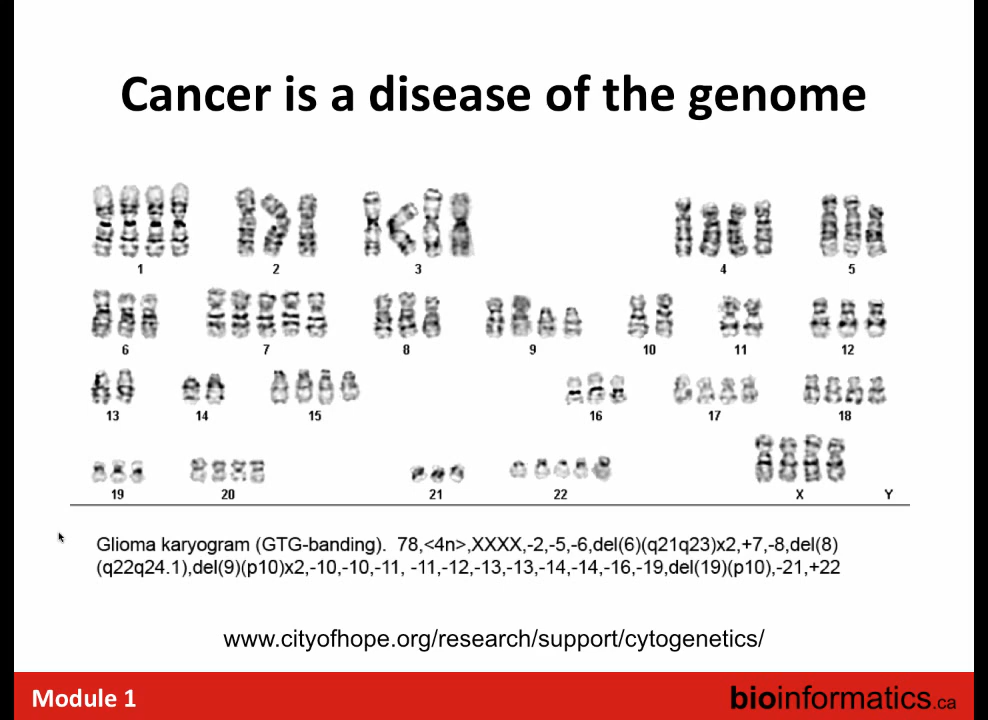 Cancer is a disease of the genome
1 2 3 4 5
6 7 8 9 10 11 12
13 14 15 16 17 18
19 20 21 22 X Y
Glioma karyogram (GTG-banding).  78,<4n>,XXXX,-2,-5,-6,del(6)(q21q23)x2,+7,-8,del(8)
(q22q24.1),del(9)(p10)x2,-10,-10,-11, -11,-12,-13,-13,-14,-14,-16,-19,del(19)(p10),-21,+22
www.cityofhope.org/research/support/cytogenetics/
Module 1 bioinformatics.ca